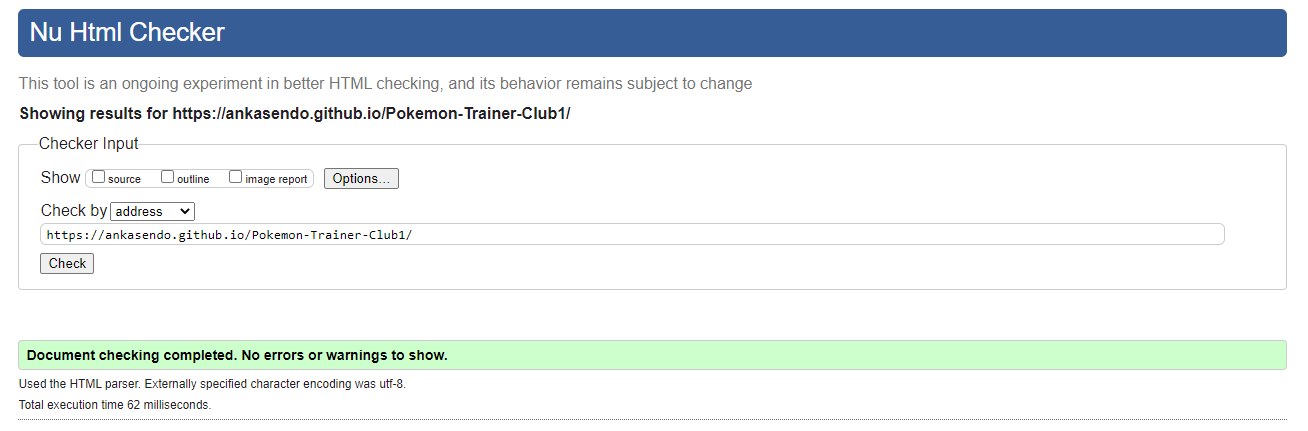 Nu Html Checker
This tool is an ongoing experiment in better HTML checking, and its behavior remains subject to change
Showing results for https://ankasendo.github.io/Pokemon-Trainer-Club1/
Checker Input
Show source outline image report Options...
Check by address
https://ankasendo.github.io/Pokemon-Trainer-Club1/
Check
Document checking completed. No errors or warnings to show.
Used the HTML parser. Externally specified character encoding was utf-8.
Total execution time 62 milliseconds.